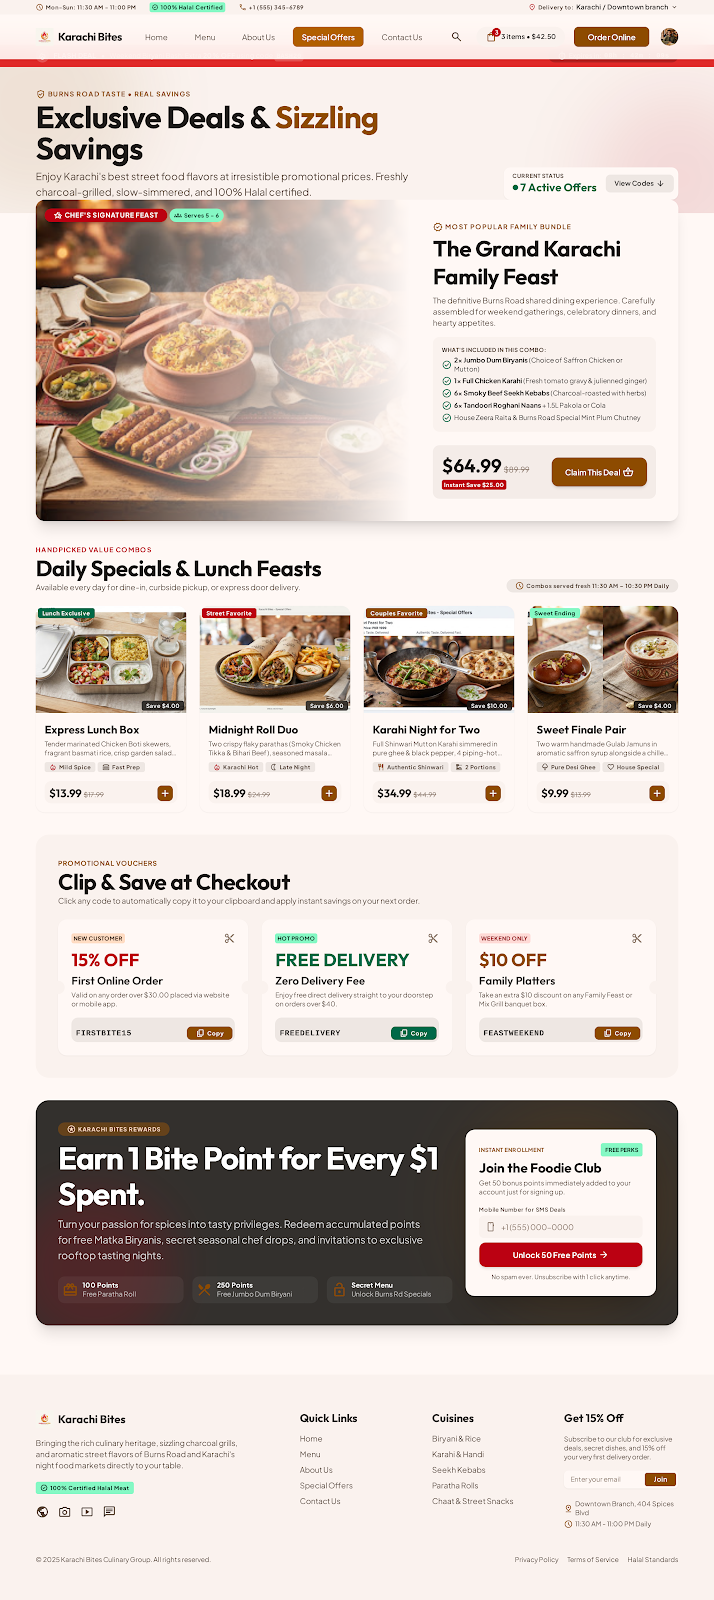 Mon-Sun: 11:30 AM - 11:00 PM
100% Halal Certified
+1 (555) 345-6789
Delivery to: Karachi / Downtown branch
Karachi Bites
Home
Menu
About Us
Special Offers
Contact Us
3
3 items • $42.50
Order Online
BURNS ROAD TASTE • REAL SAVINGS
Exclusive Deals & Sizzling
Savings
Enjoy Karachi's best street food flavors at irresistible promotional prices. Freshly
charcoal-grilled, slow-simmered, and 100% Halal certified.
CURRENT STATUS
7 Active Offers
View Codes
CHEF'S SIGNATURE FEAST
Serves 5 - 6
MOST POPULAR FAMILY BUNDLE
The Grand Karachi
Family Feast
The definitive Burns Road shared dining experience. Carefully
assembled for weekend gatherings, celebratory dinners, and
hearty appetites.
WHAT'S INCLUDED IN THIS COMBO:
2× Jumbo Dum Biryanis (Choice of Saffron Chicken or
Mutton)
1× Full Chicken Karahi (Fresh tomato gravy & julienned ginger)
6× Smoky Beef Seekh Kebabs (Charcoal-roasted with herbs)
6× Tandoori Roghani Naans + 1.5L Pakola or Cola
House Zeera Raita & Burns Road Special Mint Plum Chutney
$64.99 $89.99
Instant Save $25.00
Claim This Deal
HANDPICKED VALUE COMBOS
Daily Specials & Lunch Feasts
Available every day for dine-in, curbside pickup, or express door delivery.
Combos served fresh 11:30 AM - 10:30 PM Daily
Lunch Exclusive
Save $4.00
Express Lunch Box
Tender marinated Chicken Boti skewers,
fragrant basmati rice, crisp garden salad...
Mild Spice
Fast Prep
$13.99 $17.99
Street Favorite
Save $6.00
Midnight Roll Duo
Two crispy flaky parathas (Smoky Chicken
Tikka & Bihari Beef), seasoned masala...
Karachi Hot
Late Night
$18.99 $24.99
Couples Favorite
tes - Special Offers
st Feast for Two
Save $10.00
Karahi Night for Two
Full Shinwari Mutton Karahi simmered in
pure ghee & black pepper, 4 piping-hot...
Authentic Shinwari
2 Portions
$34.99 $44.99
Sweet Ending
Save $4.00
Sweet Finale Pair
Two warm handmade Gulab Jamuns in
aromatic saffron syrup alongside a chille...
Pure Desi Ghee
House Special
$9.99 $13.99
PROMOTIONAL VOUCHERS
Clip & Save at Checkout
Click any code to automatically copy it to your clipboard and apply instant savings on your next order.
NEW CUSTOMER
15% OFF
First Online Order
Valid on any order over $30.00 placed via website
or mobile app.
FIRSTBITE15
Copy
HOT PROMO
FREE DELIVERY
Zero Delivery Fee
Enjoy free direct delivery straight to your doorstep
on orders over $40.
FREEDELIVERY
Copy
WEEKEND ONLY
$10 OFF
Family Platters
Take an extra $10 discount on any Family Feast or
Mix Grill banquet box.
FEASTWEEKEND
Copy
KARACHI BITES REWARDS
Earn 1 Bite Point for Every $1
Spent.
Turn your passion for spices into tasty privileges. Redeem accumulated points
for free Matka Biryanis, secret seasonal chef drops, and invitations to exclusive
rooftop tasting nights.
100 Points
Free Paratha Roll
250 Points
Free Jumbo Dum Biryani
Secret Menu
Unlock Burns Rd Specials
INSTANT ENROLLMENT
FREE PERKS
Join the Foodie Club
Get 50 bonus points immediately added to your
account just for signing up.
Mobile Number for SMS Deals
+1 (555) 000-0000
Unlock 50 Free Points
No spam ever. Unsubscribe with 1 click anytime.
Karachi Bites
Bringing the rich culinary heritage, sizzling charcoal grills,
and aromatic street flavors of Burns Road and Karachi's
night food markets directly to your table.
100% Certified Halal Meat
Quick Links
Home
Menu
About Us
Special Offers
Contact Us
Cuisines
Biryani & Rice
Karahi & Handi
Seekh Kebabs
Paratha Rolls
Chaat & Street Snacks
Get 15% Off
Subscribe to our club for exclusive
deals, secret dishes, and 15% off
your very first delivery order.
Enter your email
Join
Downtown Branch, 404 Spices
Blvd
11:30 AM - 11:00 PM Daily
© 2025 Karachi Bites Culinary Group. All rights reserved.
Privacy Policy
Terms of Service
Halal Standards